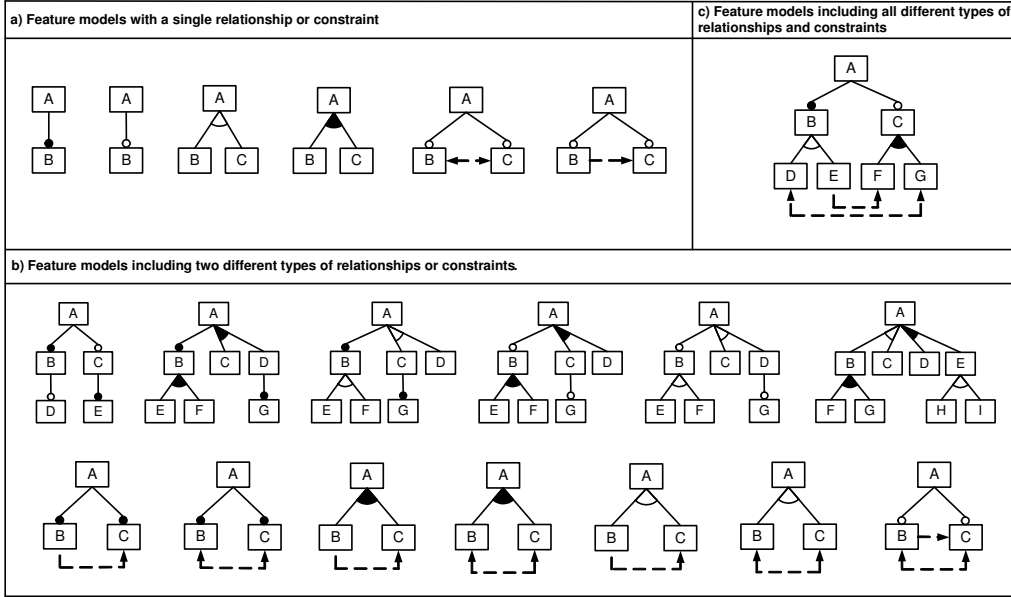 a) Feature models with a single relationship or constraint
c) Feature models including all different types of
relationships and constraints
A A A A A A
B B B C B C B C B C
A
B C
D E F G
b) Feature models including two different types of relationships or constraints.
A A A A A A
B C B C D B C D B C D B C D B C D E
D E E F G E F G E F G E F G F G H I
A A A A A A A
B C B C B C B C B C B C B C